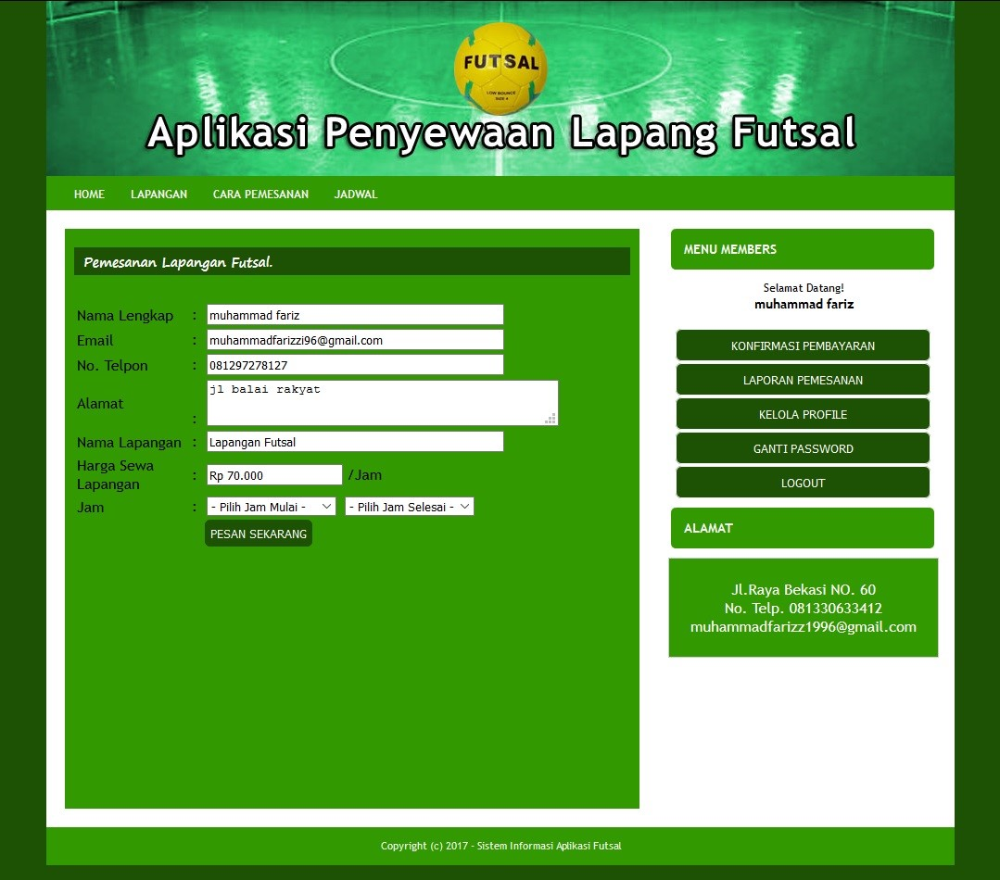 FUTSAL
LOW BOUNCE
SIZE 4
Aplikasi Penyewaan Lapang Futsal
HOME LAPANGAN CARA PEMESANAN JADWAL
Pemesanan Lapangan Futsal.
Nama Lengkap : muhammad fariz
Email : muhammadfarizzi96@gmail.com
No. Telpon : 081297278127
Alamat : jl balai rakyat
Nama Lapangan : Lapangan Futsal
Harga Sewa
Lapangan : Rp 70.000 /Jam
Jam : - Pilih Jam Mulai - - Pilih Jam Selesai -
PESAN SEKARANG
MENU MEMBERS
Selamat Datang!
muhammad fariz
KONFIRMASI PEMBAYARAN
LAPORAN PEMESANAN
KELOLA PROFILE
GANTI PASSWORD
LOGOUT
ALAMAT
Jl.Raya Bekasi NO. 60
No. Telp. 081330633412
muhammadfarizz1996@gmail.com
Copyright (c) 2017 - Sistem Informasi Aplikasi Futsal